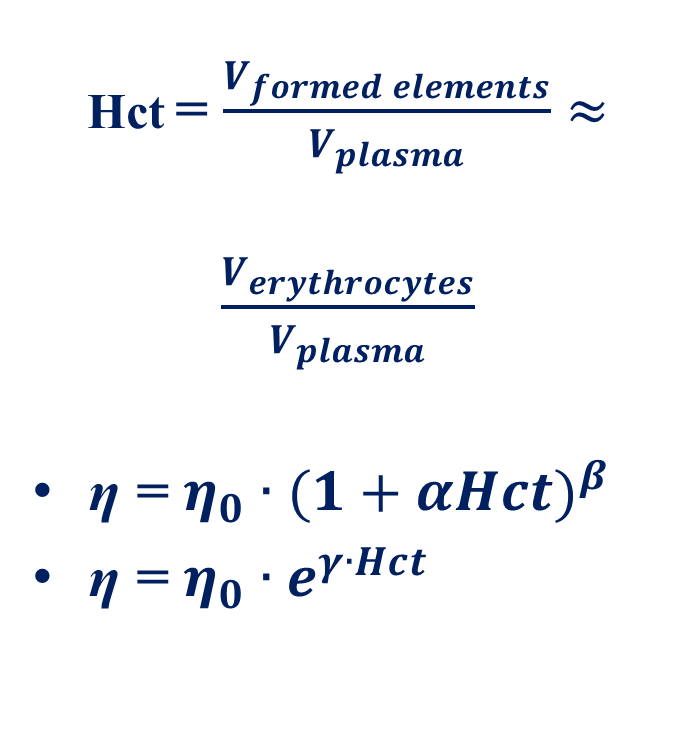 Hct = V_formed elements / V_plasma ≈
V_erythrocytes / V_plasma
• η = η₀ · (1 + αHct)^β
• η = η₀ · e^(γ·Hct)